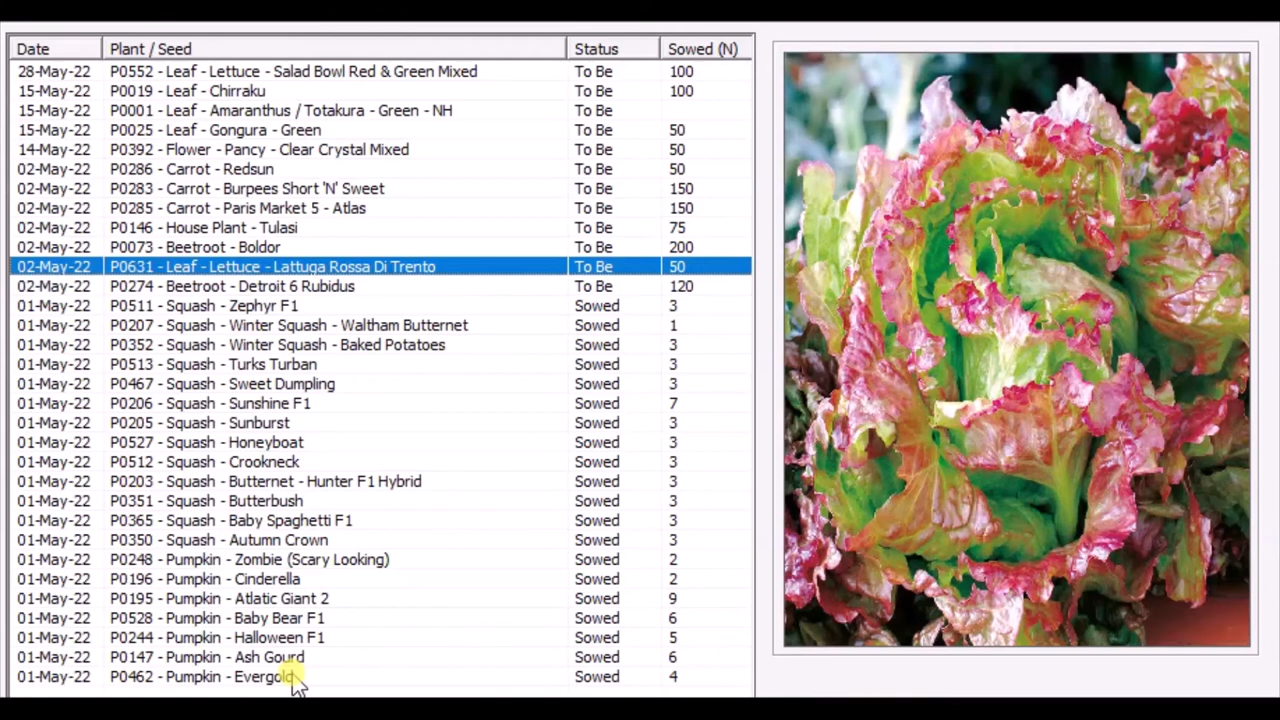 Date Plant / Seed Status Sowed (N)
28-May-22 P0552 - Leaf - Lettuce - Salad Bowl Red & Green Mixed To Be 100
15-May-22 P0019 - Leaf - Chirraku To Be 100
15-May-22 P0001 - Leaf - Amaranthus / Totakura - Green - NH To Be
15-May-22 P0025 - Leaf - Gongura - Green To Be 50
14-May-22 P0392 - Flower - Pancy - Clear Crystal Mixed To Be 50
02-May-22 P0286 - Carrot - Redsun To Be 50
02-May-22 P0283 - Carrot - Burpees Short 'N' Sweet To Be 150
02-May-22 P0285 - Carrot - Paris Market 5 - Atlas To Be 150
02-May-22 P0146 - House Plant - Tulasi To Be 75
02-May-22 P0073 - Beetroot - Boldor To Be 200
02-May-22 P0631 - Leaf - Lettuce - Lattuga Rossa Di Trento To Be 50
02-May-22 P0274 - Beetroot - Detroit 6 Rubidus To Be 120
01-May-22 P0511 - Squash - Zephyr F1 Sowed 3
01-May-22 P0207 - Squash - Winter Squash - Waltham Butternet Sowed 1
01-May-22 P0352 - Squash - Winter Squash - Baked Potatoes Sowed 3
01-May-22 P0513 - Squash - Turks Turban Sowed 3
01-May-22 P0467 - Squash - Sweet Dumpling Sowed 3
01-May-22 P0206 - Squash - Sunshine F1 Sowed 7
01-May-22 P0205 - Squash - Sunburst Sowed 3
01-May-22 P0527 - Squash - Honeyboat Sowed 3
01-May-22 P0512 - Squash - Crookneck Sowed 3
01-May-22 P0203 - Squash - Butternet - Hunter F1 Hybrid Sowed 3
01-May-22 P0351 - Squash - Butterbush Sowed 3
01-May-22 P0365 - Squash - Baby Spaghetti F1 Sowed 3
01-May-22 P0350 - Squash - Autumn Crown Sowed 3
01-May-22 P0248 - Pumpkin - Zombie (Scary Looking) Sowed 2
01-May-22 P0196 - Pumpkin - Cinderella Sowed 2
01-May-22 P0195 - Pumpkin - Atlatic Giant 2 Sowed 9
01-May-22 P0528 - Pumpkin - Baby Bear F1 Sowed 6
01-May-22 P0244 - Pumpkin - Halloween F1 Sowed 5
01-May-22 P0147 - Pumpkin - Ash Gourd Sowed 6
01-May-22 P0462 - Pumpkin - Evergold Sowed 4